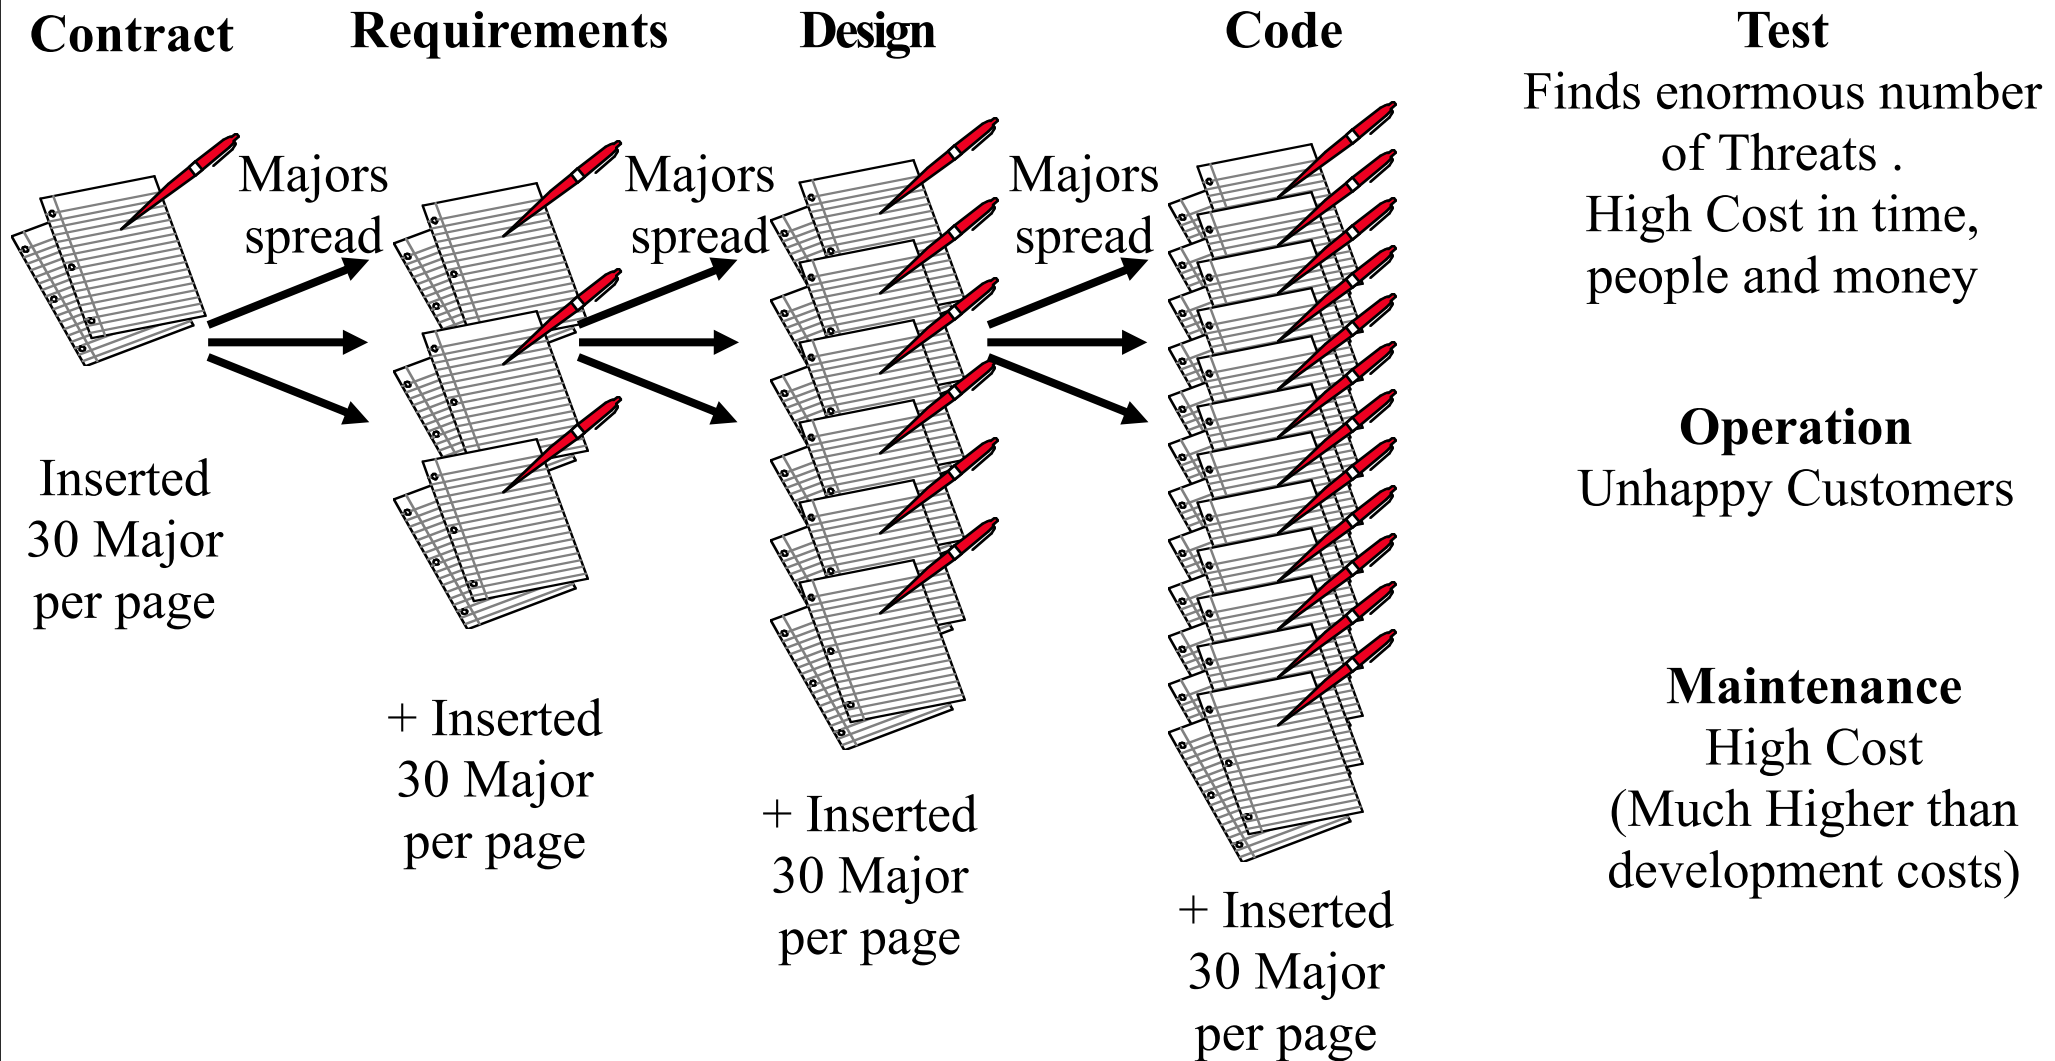 Contract
Inserted
30 Major
per page
Majors
spread
Requirements
+ Inserted
30 Major
per page
Majors
spread
Design
+ Inserted
30 Major
per page
Majors
spread
Code
+ Inserted
30 Major
per page
Test
Finds enormous number
of Threats .
High Cost in time,
people and money
Operation
Unhappy Customers
Maintenance
High Cost
(Much Higher than
development costs)